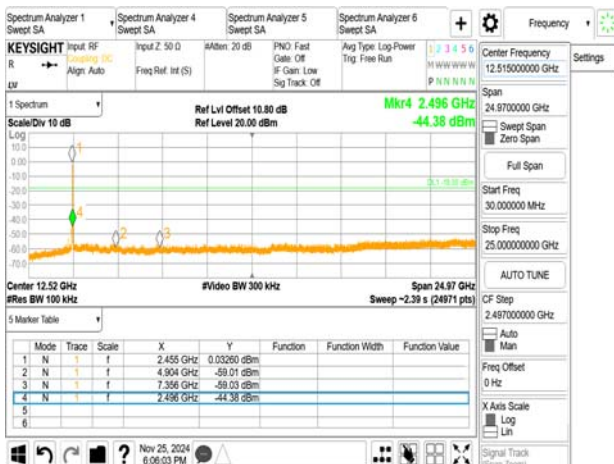 Spectrum Analyzer 1
Swept SA
Spectrum Analyzer 4
Swept SA
Spectrum Analyzer 5
Swept SA
Spectrum Analyzer 6
Swept SA
+
Frequency
Settings
KEYSIGHT
R
Input: RF
Coupling: DC
Align: Auto
Input Z: 50 Ω
Freq Ref: Int (S)
#Atten: 20 dB
PNO: Fast
Gate: Off
IF Gain: Low
Sig Track: Off
Avg Type: Log-Power
Trig: Free Run
1 2 3 4 5 6
M W W W W W
P N N N N N
1 Spectrum
Scale/Div 10 dB
Ref Lvl Offset 10.80 dB
Ref Level 20.00 dBm
Mkr4 2.496 GHz
-44.38 dBm
Log
10.0
0.00
-10.0
-20.0
-30.0
-40.0
-50.0
-60.0
-70.0
1
4
2
3
Center 12.52 GHz
#Res BW 100 kHz
#Video BW 300 kHz
Span 24.97 GHz
Sweep ~2.39 s (24971 pts)
5 Marker Table
Mode Trace Scale X Y Function Function Width Function Value
1 N 1 f 2.455 GHz 0.03260 dBm
2 N 1 f 4.904 GHz -59.01 dBm
3 N 1 f 7.356 GHz -59.03 dBm
4 N 1 f 2.496 GHz -44.38 dBm
5
6
Nov 25, 2024
6:06:03 PM
Center Frequency
12.515000000 GHz
Span
24.9700000 GHz
Swept Span
Zero Span
Full Span
Start Freq
30.000000 MHz
Stop Freq
25.000000000 GHz
AUTO TUNE
CF Step
2.497000000 GHz
Auto
Man
Freq Offset
0 Hz
X Axis Scale
Log
Lin
Signal Track